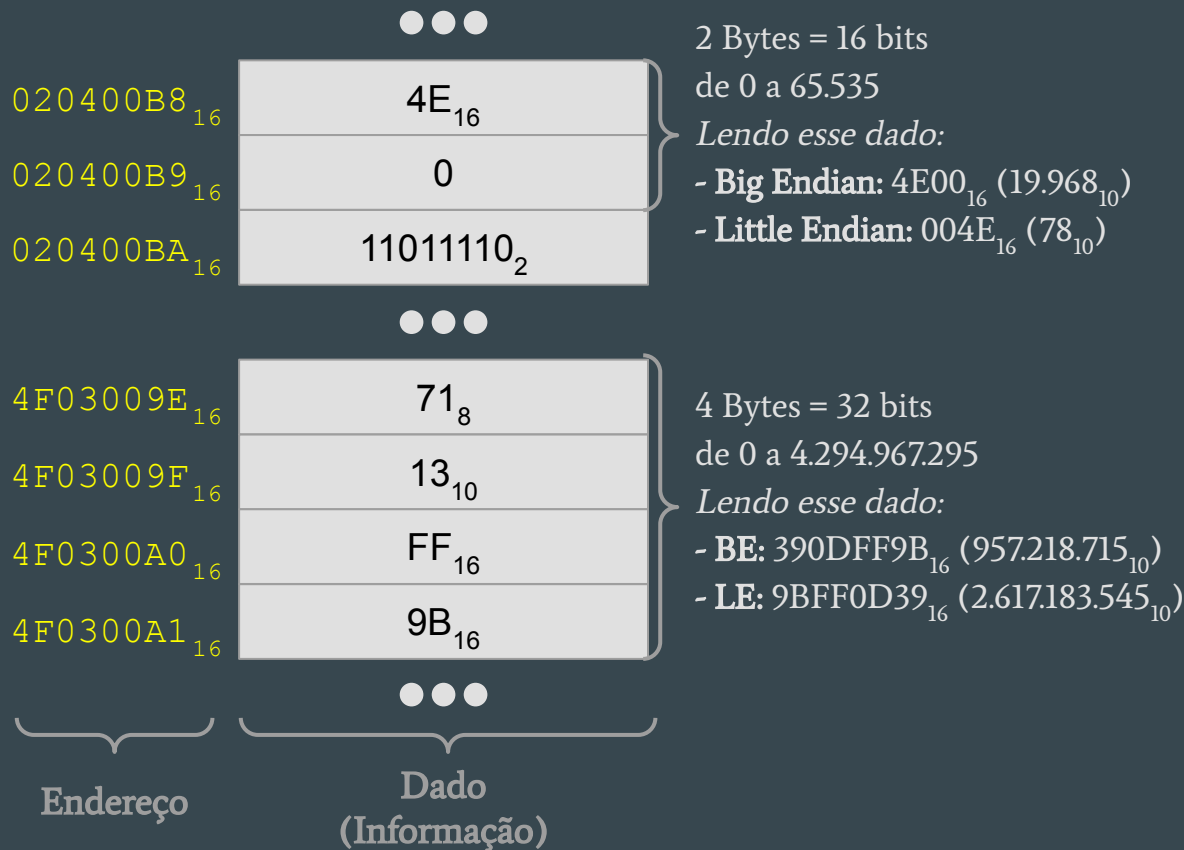 020400B8₁₆
4E₁₆
020400B9₁₆
0
020400BA₁₆
11011110₂
2 Bytes = 16 bits
de 0 a 65.535
Lendo esse dado:
- Big Endian: 4E00₁₆ (19.968₁₀)
- Little Endian: 004E₁₆ (78₁₀)
4F03009E₁₆
71₈
4F03009F₁₆
13₁₀
4F0300A0₁₆
FF₁₆
4F0300A1₁₆
9B₁₆
4 Bytes = 32 bits
de 0 a 4.294.967.295
Lendo esse dado:
- BE: 390DFF9B₁₆ (957.218.715₁₀)
- LE: 9BFF0D39₁₆ (2.617.183.545₁₀)
Endereço
Dado
(Informação)